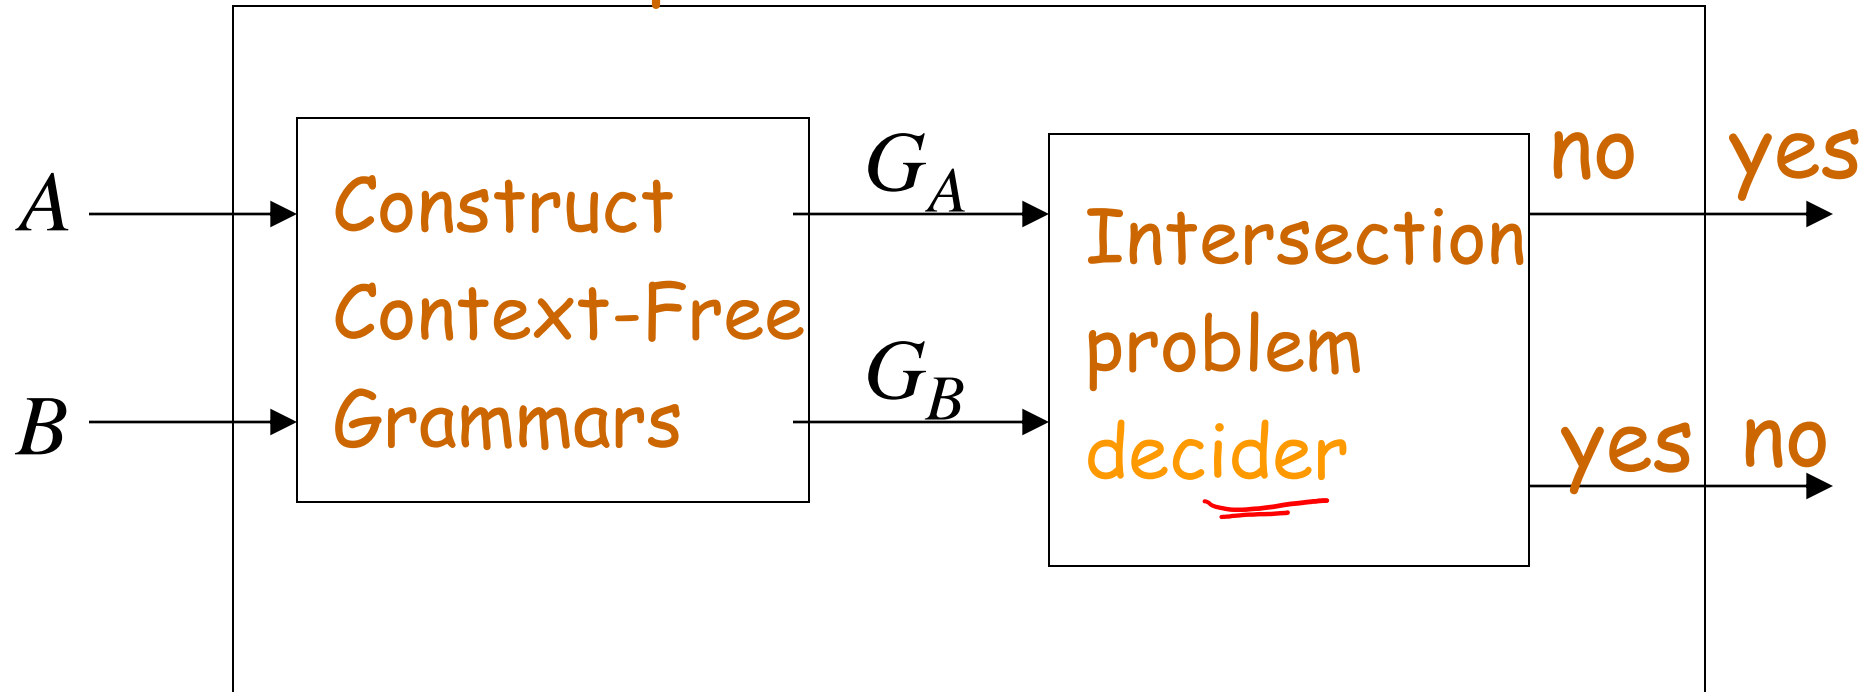 A
B
Construct
Context-Free
Grammars
G_A
G_B
Intersection
problem
decider
no yes
yes no